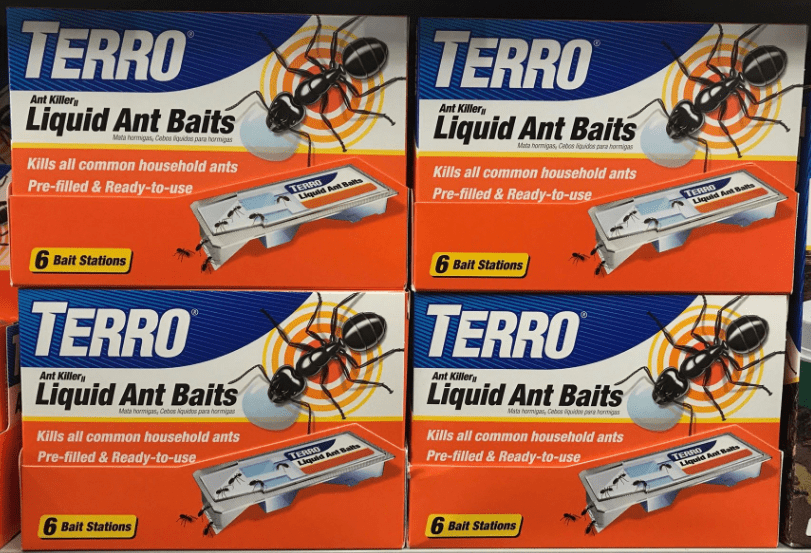 TERRO®
Ant Killer II
Liquid Ant Baits
Mata hormigas, Cebos líquidos para hormigas
Kills all common household ants
Pre-filled & Ready-to-use
TERRO
Liquid Ant Baits
6 Bait Stations
TERRO®
Ant Killer II
Liquid Ant Baits
Mata hormigas, Cebos líquidos para hormigas
Kills all common household ants
Pre-filled & Ready-to-use
TERRO
Liquid Ant Baits
6 Bait Stations
TERRO®
Ant Killer II
Liquid Ant Baits
Mata hormigas, Cebos líquidos para hormigas
Kills all common household ants
Pre-filled & Ready-to-use
TERRO
Liquid Ant Baits
6 Bait Stations
TERRO®
Ant Killer II
Liquid Ant Baits
Mata hormigas, Cebos líquidos para hormigas
Kills all common household ants
Pre-filled & Ready-to-use
TERRO
Liquid Ant Baits
6 Bait Stations